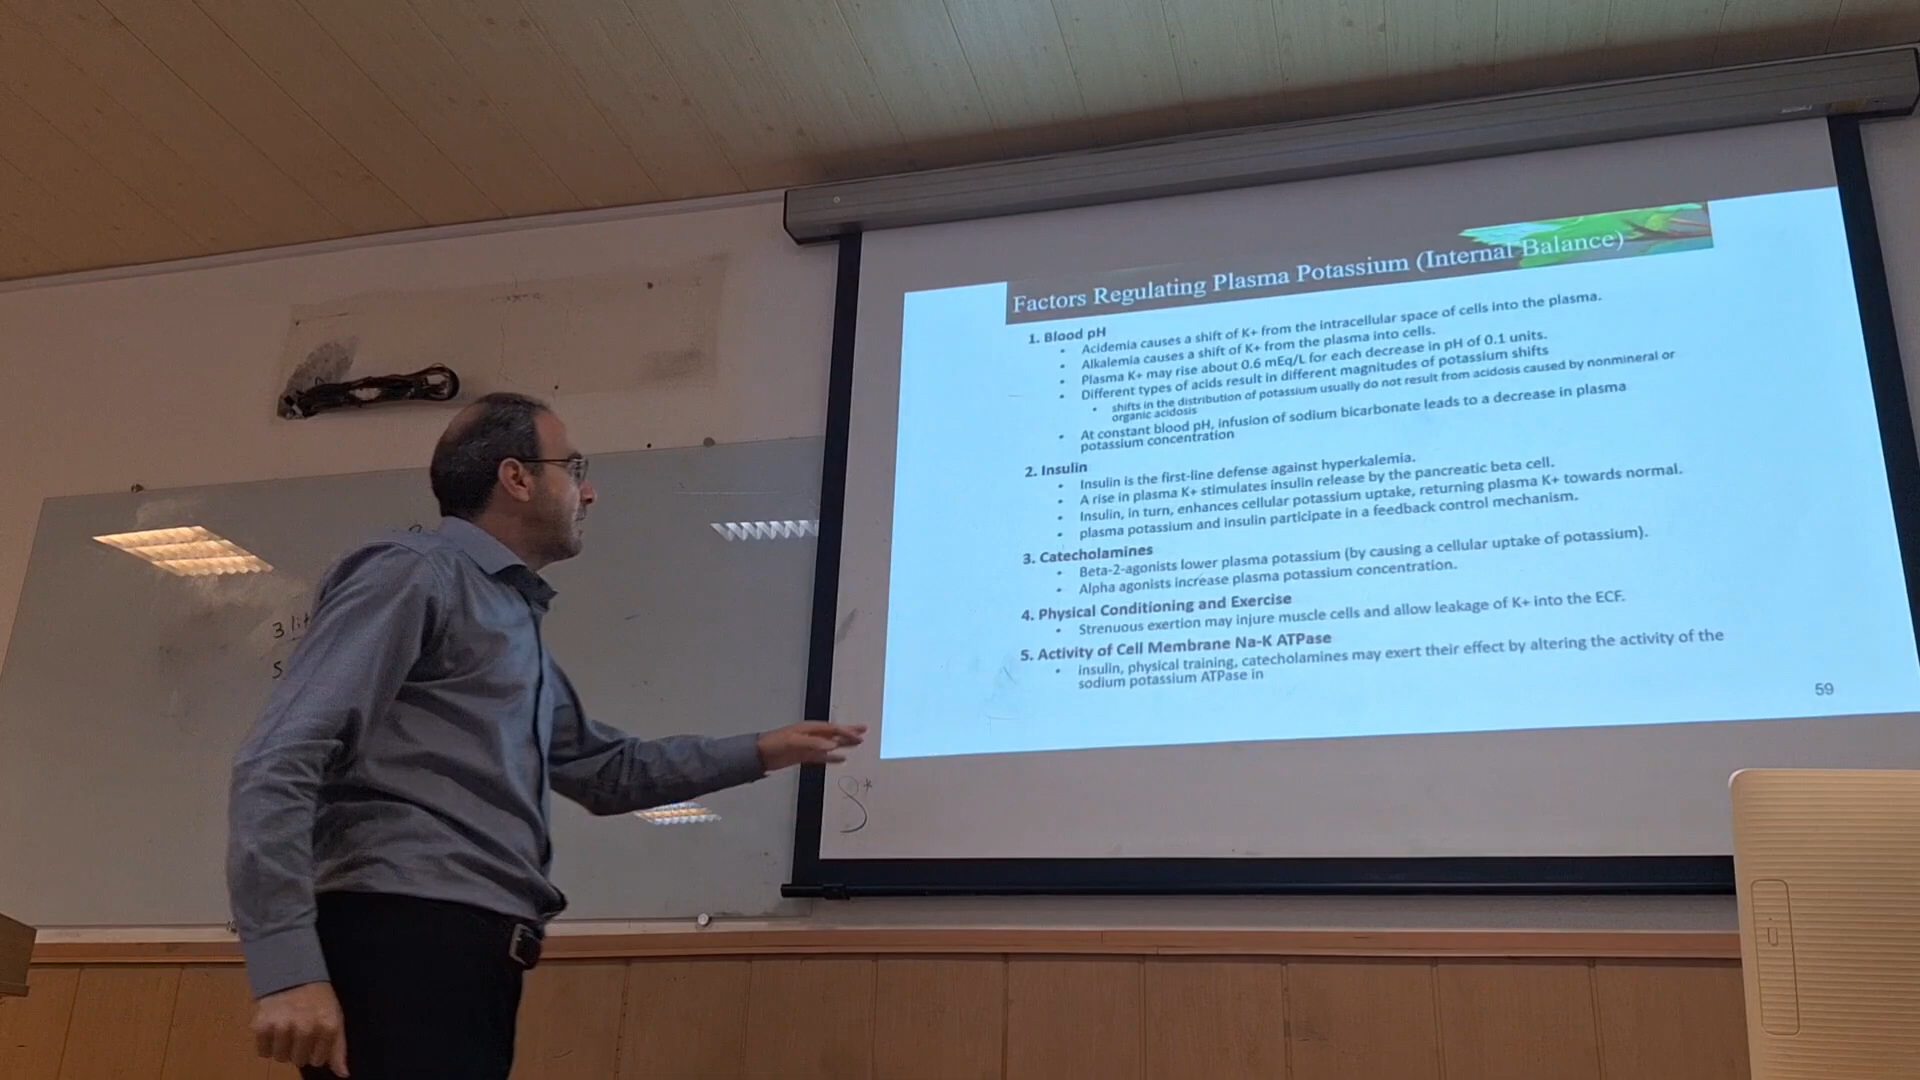 Factors Regulating Plasma Potassium (Internal Balance)
1. Blood pH
• Acidemia causes a shift of K+ from the intracellular space of cells into the plasma.
• Alkalemia causes a shift of K+ from the plasma into cells.
• Plasma K+ may rise about 0.6 mEq/L for each decrease in pH of 0.1 units.
• Different types of acids result in different magnitudes of potassium shifts
• shifts in the distribution of potassium usually do not result from acidosis caused by nonmineral or
organic acidosis
• At constant blood pH, infusion of sodium bicarbonate leads to a decrease in plasma
potassium concentration
2. Insulin
• Insulin is the first-line defense against hyperkalemia.
• A rise in plasma K+ stimulates insulin release by the pancreatic beta cell.
• Insulin, in turn, enhances cellular potassium uptake, returning plasma K+ towards normal.
• plasma potassium and insulin participate in a feedback control mechanism.
3. Catecholamines
• Beta-2-agonists lower plasma potassium (by causing a cellular uptake of potassium).
• Alpha agonists increase plasma potassium concentration.
4. Physical Conditioning and Exercise
• Strenuous exertion may injure muscle cells and allow leakage of K+ into the ECF.
5. Activity of Cell Membrane Na-K ATPase
• insulin, physical training, catecholamines may exert their effect by altering the activity of the
sodium potassium ATPase in
59
3 lit
5